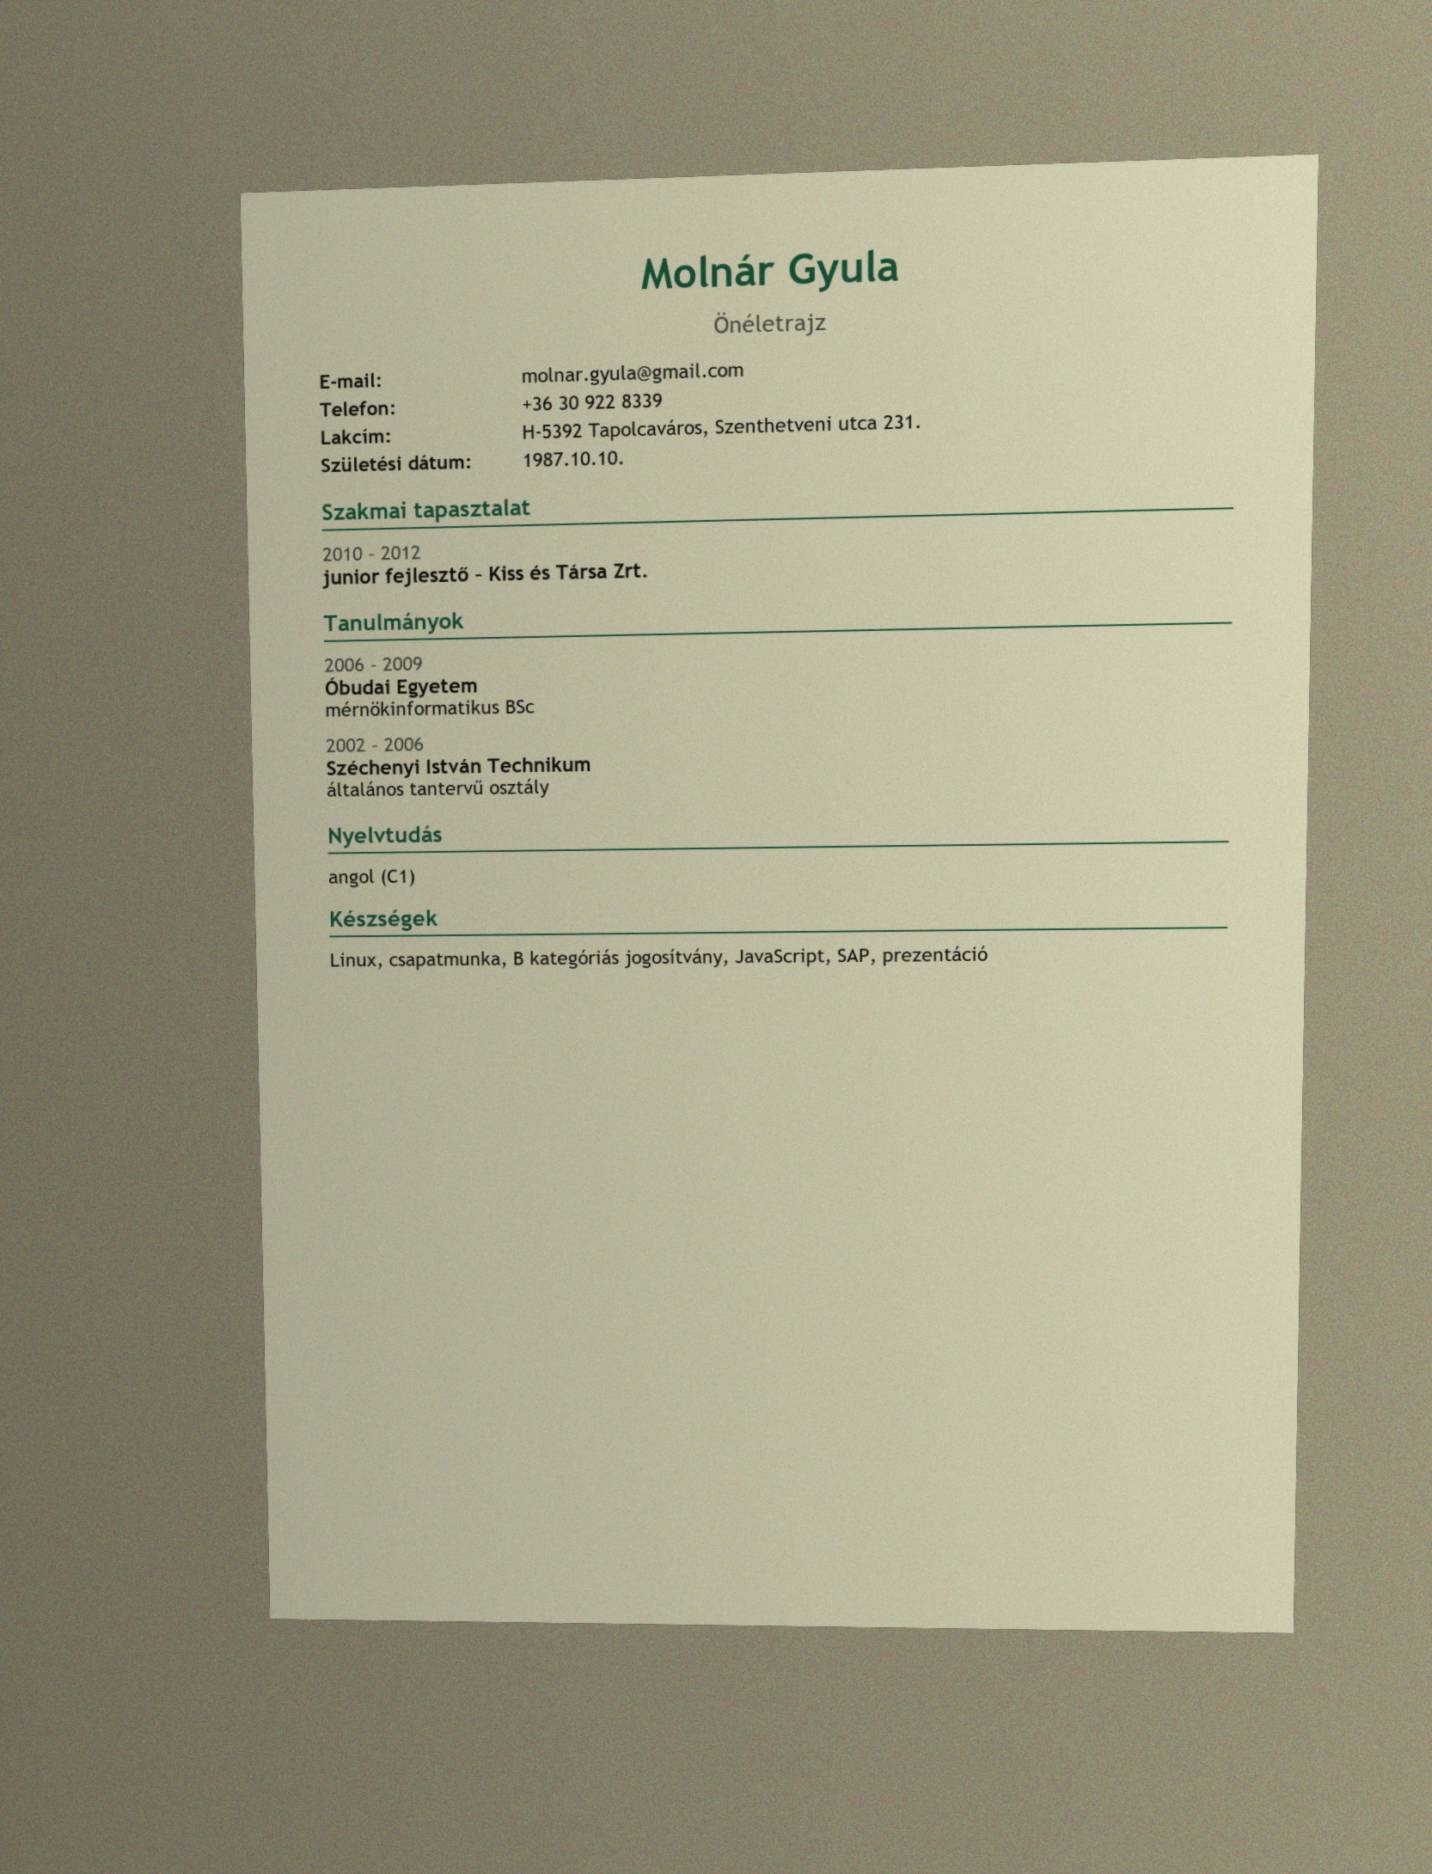 Molnár Gyula
Önéletrajz
E-mail: molnar.gyula@gmail.com
Telefon: +36 30 922 8339
Lakcím: H-5392 Tapolcaváros, Szenthetveni utca 231.
Születési dátum: 1987.10.10.
Szakmai tapasztalat
2010 - 2012
junior fejlesztő – Kiss és Társa Zrt.
Tanulmányok
2006 - 2009
Óbudai Egyetem
mérnökinformatikus BSc
2002 - 2006
Széchenyi István Technikum
általános tantervű osztály
Nyelvtudás
angol (C1)
Készségek
Linux, csapatmunka, B kategóriás jogosítvány, JavaScript, SAP, prezentáció